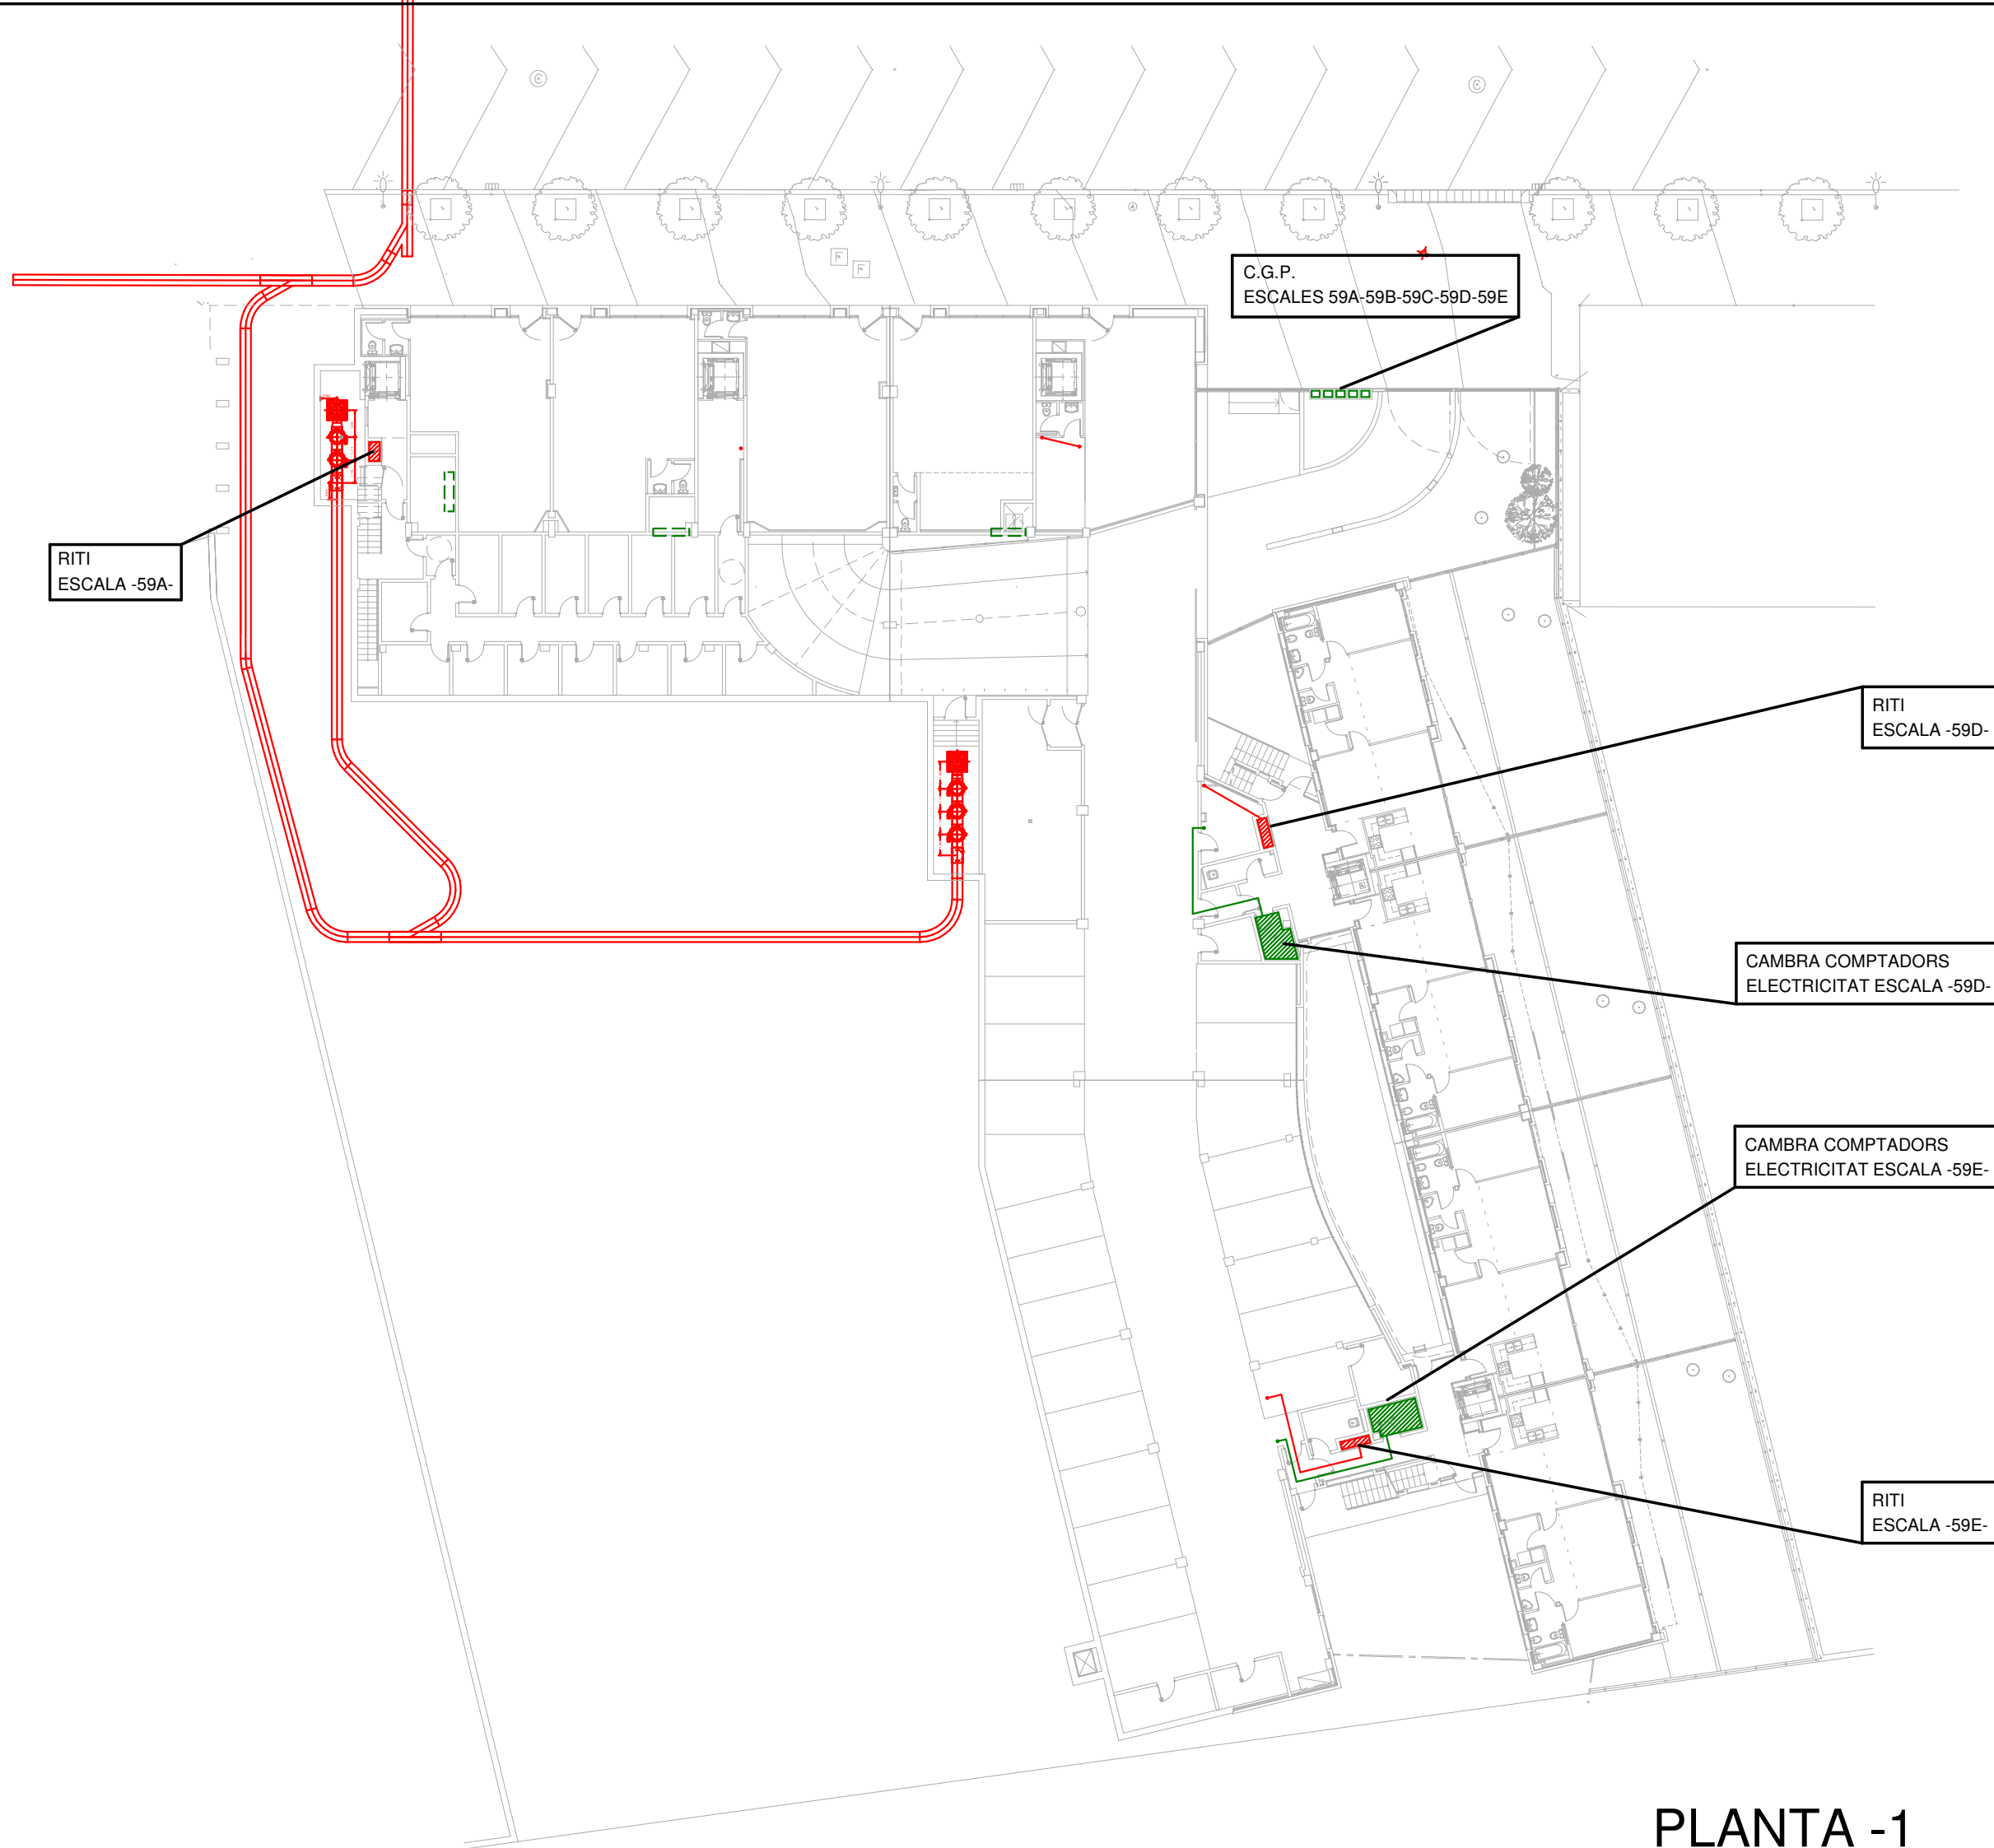 C.G.P.
ESCALES 59A-59B-59C-59D-59E
RITI
ESCALA -59A-
RITI
ESCALA -59D-
CAMBRA COMPTADORS
ELECTRICITAT ESCALA -59D-
CAMBRA COMPTADORS
ELECTRICITAT ESCALA -59E-
RITI
ESCALA -59E-
PLANTA -1